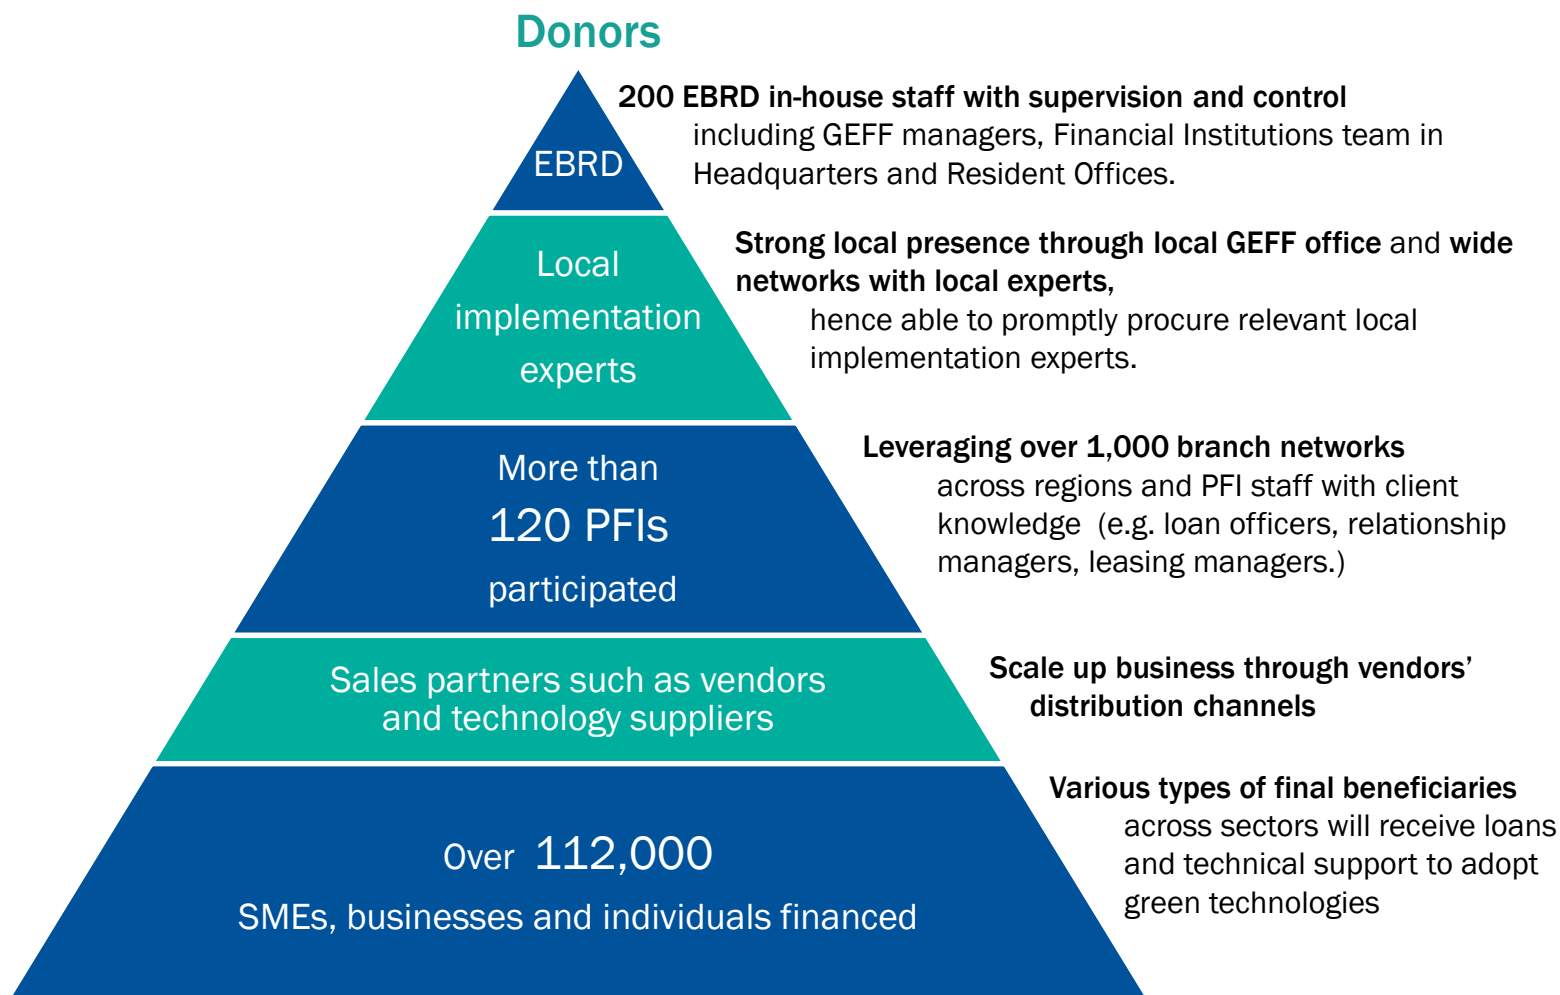 Donors
EBRD
200 EBRD in-house staff with supervision and control
including GEFF managers, Financial Institutions team in
Headquarters and Resident Offices.
Local
implementation
experts
Strong local presence through local GEFF office and wide
networks with local experts,
hence able to promptly procure relevant local
implementation experts.
More than
120 PFIs
participated
Leveraging over 1,000 branch networks
across regions and PFI staff with client
knowledge (e.g. loan officers, relationship
managers, leasing managers.)
Sales partners such as vendors
and technology suppliers
Scale up business through vendors’
distribution channels
Over 112,000
SMEs, businesses and individuals financed
Various types of final beneficiaries
across sectors will receive loans
and technical support to adopt
green technologies